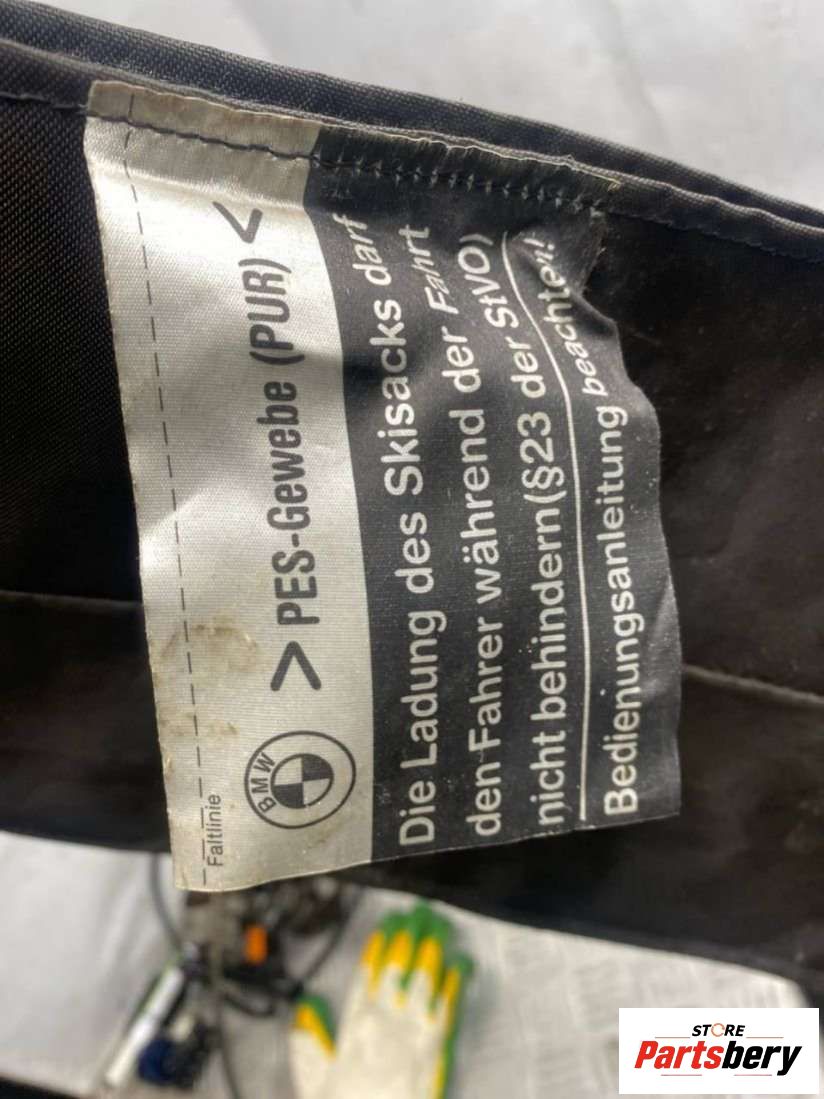 Faltlinie
BMW
>PES-Gewebe (PUR)<
Die Ladung des Skisacks darf
den Fahrer während der Fahrt
nicht behindern(§23 der StVO)
Bedienungsanleitung beachten!
STORE
Partsbery